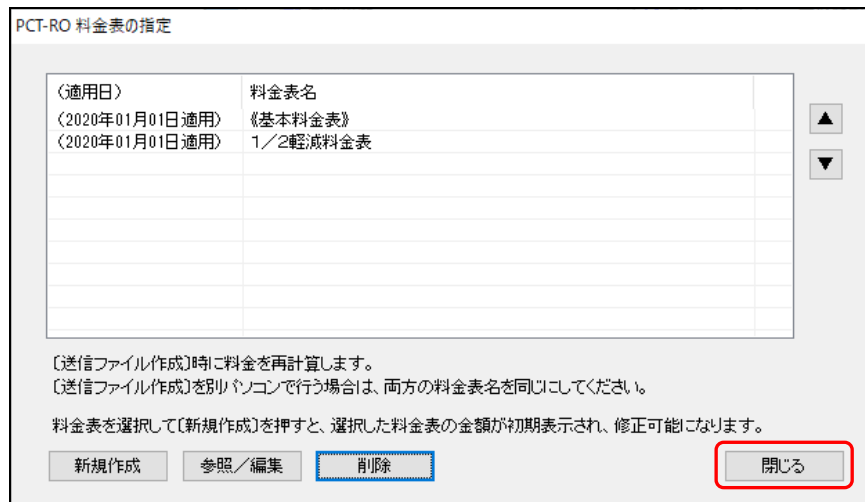 PCT-RO 料金表の指定
（適用日） 料金表名
（2020年01月01日適用） 《基本料金表》
（2020年01月01日適用） 1／2軽減料金表
▲
▼
〔送信ファイル作成〕時に料金を再計算します。
〔送信ファイル作成〕を別パソコンで行う場合は、両方の料金表名を同じにしてください。
料金表を選択して〔新規作成〕を押すと、選択した料金表の金額が初期表示され、修正可能になります。
新規作成 参照／編集 削除 閉じる